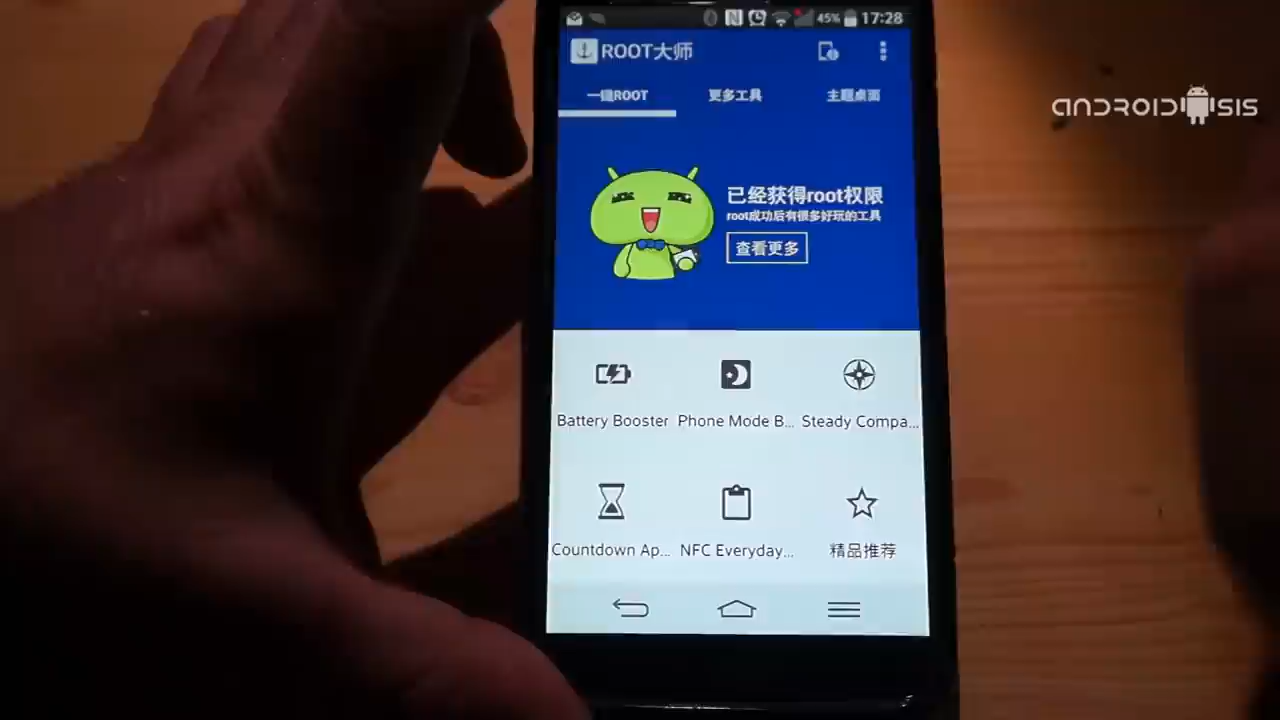 45% 17:28
ROOT大师
一键ROOT 更多工具 主题桌面
ANDROIDSIS
已经获得root权限
root成功后有很多好玩的工具
查看更多
Battery Booster Phone Mode B... Steady Compa...
Countdown Ap... NFC Everyday... 精品推荐